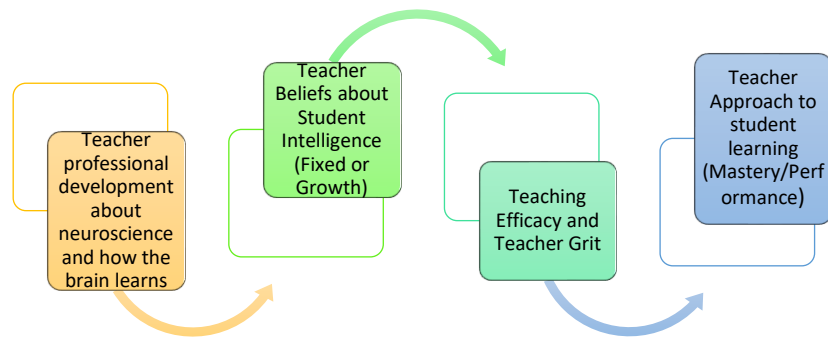 Teacher
professional
development
about
neuroscience
and how the
brain learns
Teacher
Beliefs about
Student
Intelligence
(Fixed or
Growth)
Teaching
Efficacy and
Teacher Grit
Teacher
Approach to
student
learning
(Mastery/Perf
ormance)